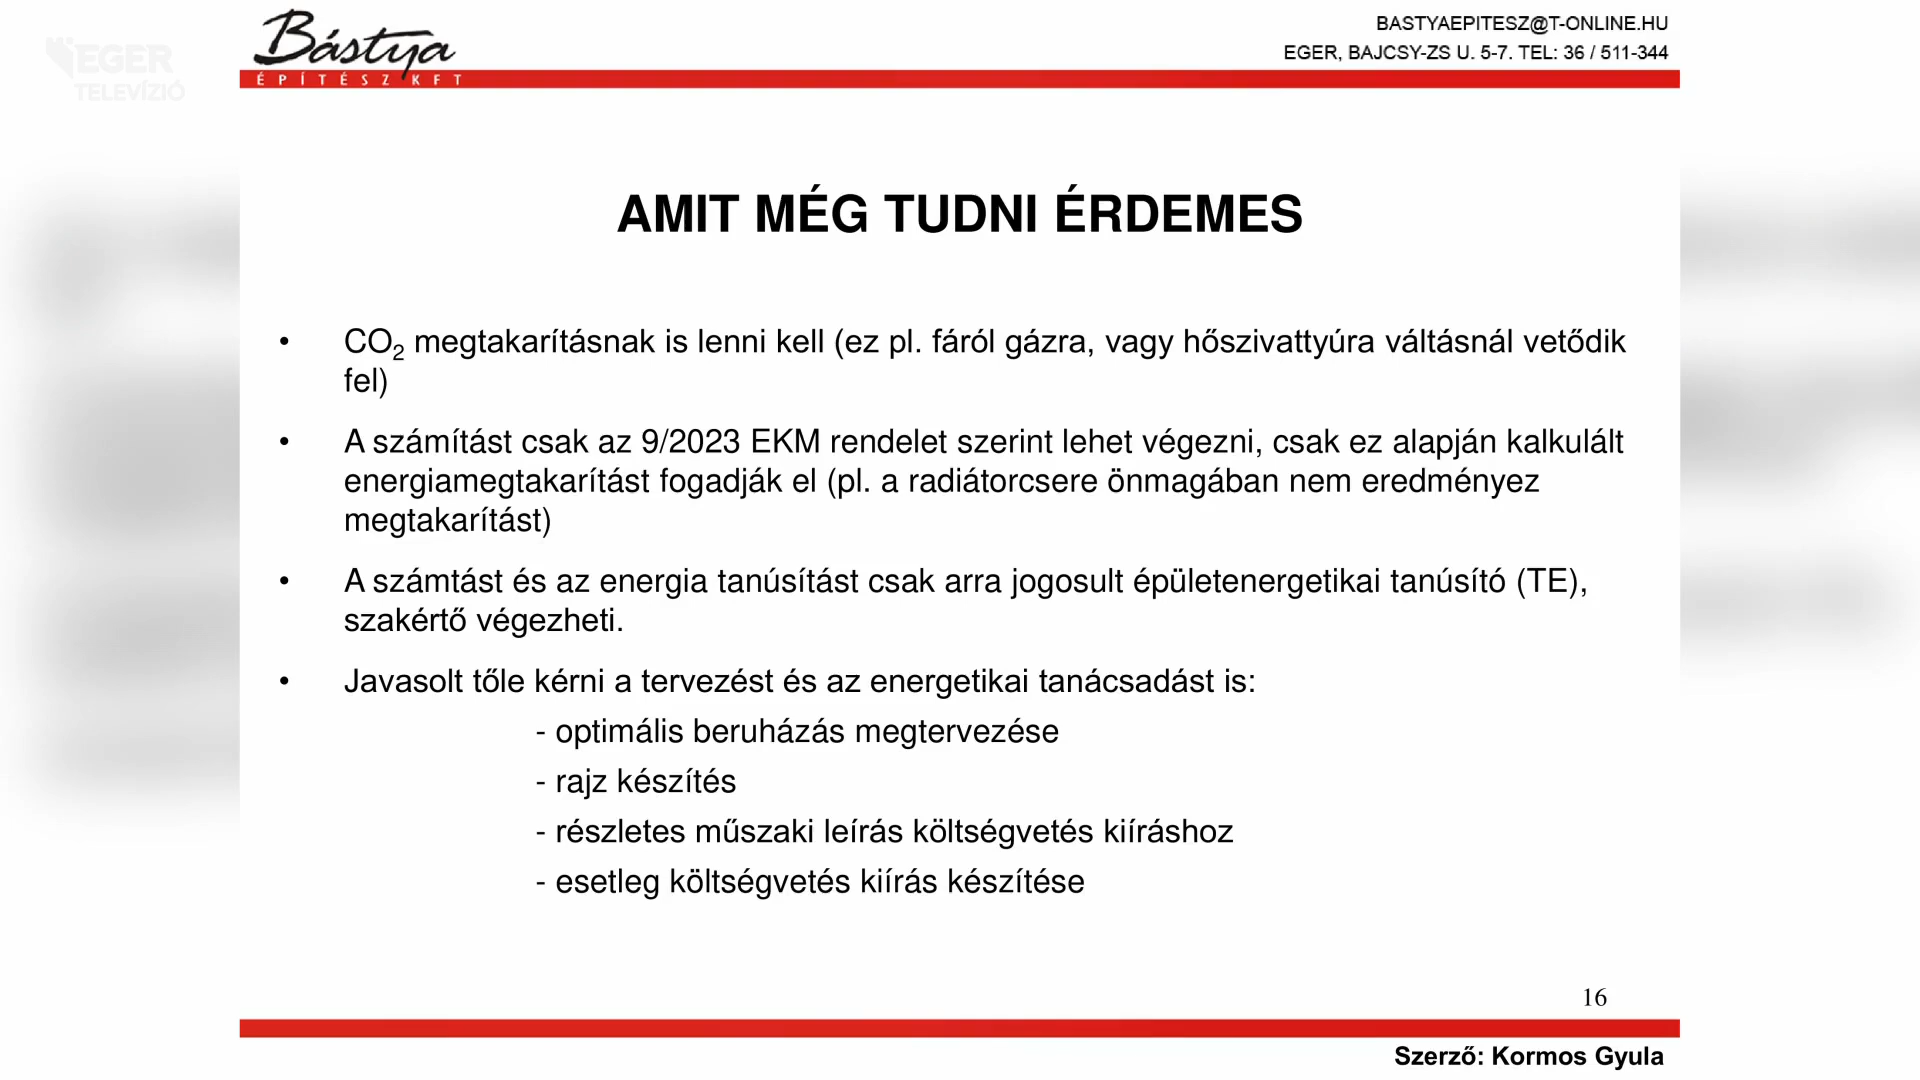 EGER
TELEVÍZIÓ
Bástya
ÉPÍTÉSZ KFT
BASTYAEPITESZ@T-ONLINE.HU
EGER, BAJCSY-ZS U. 5-7. TEL: 36 / 511-344
AMIT MÉG TUDNI ÉRDEMES
• CO₂ megtakarításnak is lenni kell (ez pl. fáról gázra, vagy hőszivattyúra váltásnál vetődik
fel)
• A számítást csak az 9/2023 EKM rendelet szerint lehet végezni, csak ez alapján kalkulált
energiamegtakarítást fogadják el (pl. a radiátorcsere önmagában nem eredményez
megtakarítást)
• A számtást és az energia tanúsítást csak arra jogosult épületenergetikai tanúsító (TE),
szakértő végezheti.
• Javasolt tőle kérni a tervezést és az energetikai tanácsadást is:
- optimális beruházás megtervezése
- rajz készítés
- részletes műszaki leírás költségvetés kiíráshoz
- esetleg költségvetés kiírás készítése
16
Szerző: Kormos Gyula